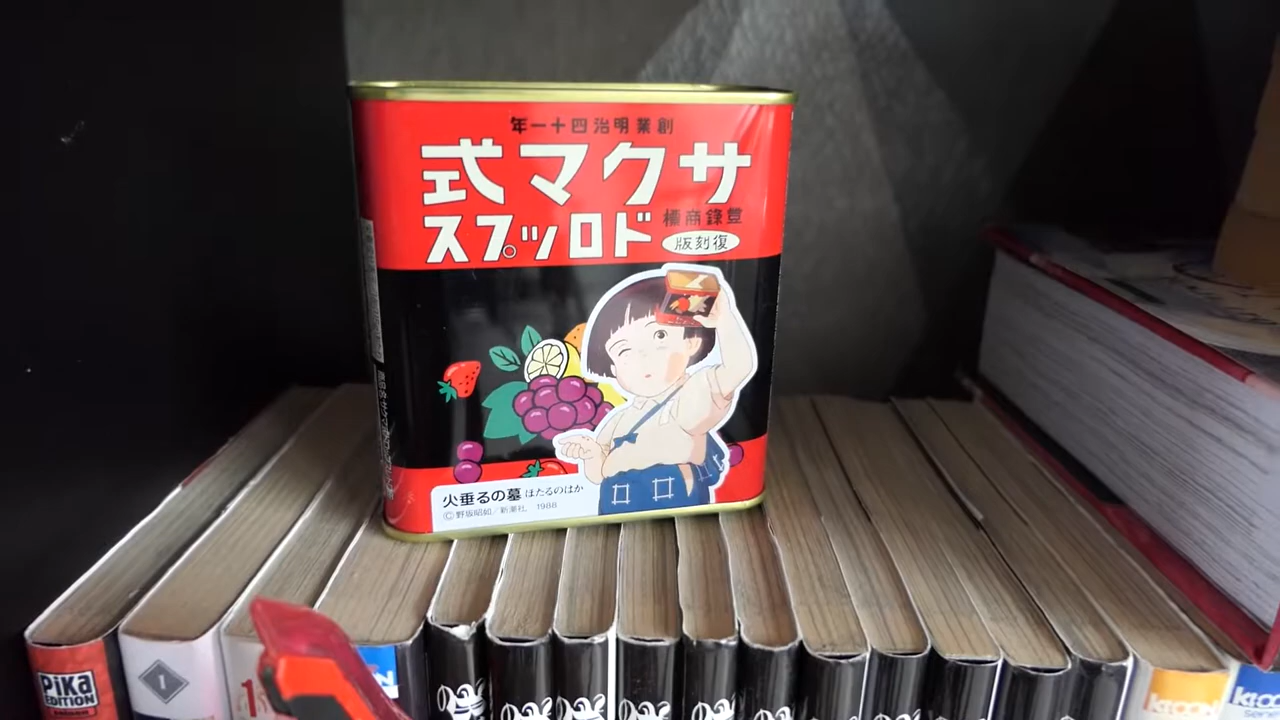 創業明治四十一年
サクマ式
ドロップス
登錄商標
復刻版
火垂るの墓 ほたるのはか
©野坂昭如/新潮社 1988
PiKa
EDITION
1